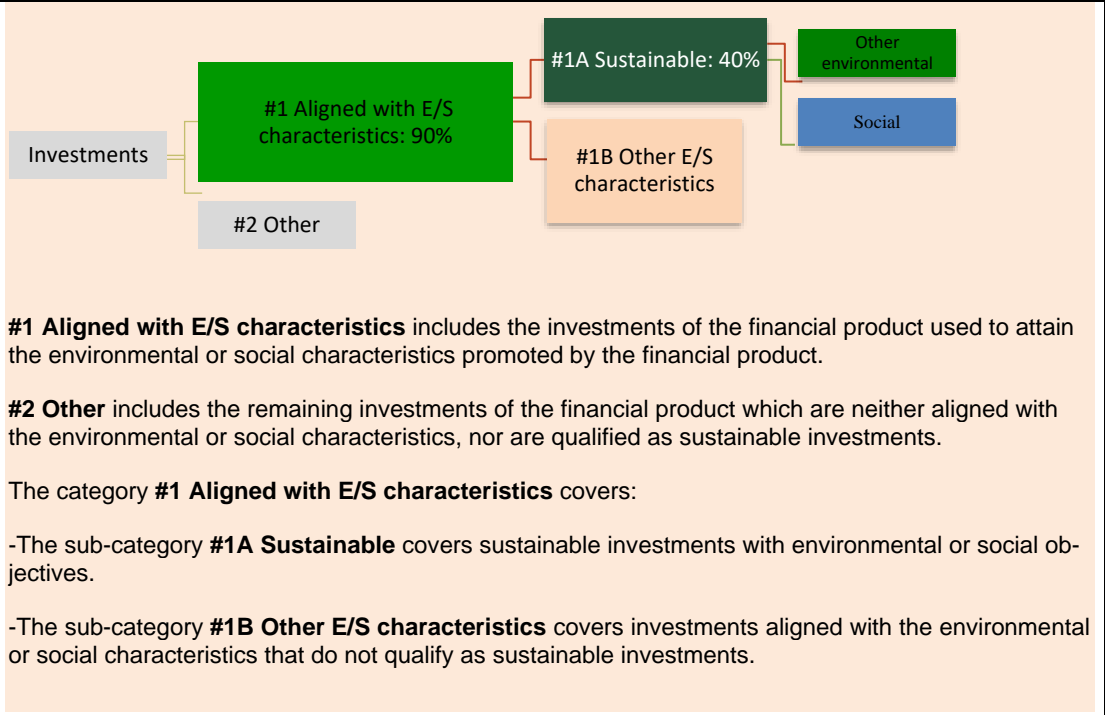 Other
environmental
#1A Sustainable: 40%
#1 Aligned with E/S
characteristics: 90%
Social
Investments
#1B Other E/S
characteristics
#2 Other
#1 Aligned with E/S characteristics includes the investments of the financial product used to attain
the environmental or social characteristics promoted by the financial product.
#2 Other includes the remaining investments of the financial product which are neither aligned with
the environmental or social characteristics, nor are qualified as sustainable investments.
The category #1 Aligned with E/S characteristics covers:
-The sub-category #1A Sustainable covers sustainable investments with environmental or social ob-
jectives.
-The sub-category #1B Other E/S characteristics covers investments aligned with the environmental
or social characteristics that do not qualify as sustainable investments.